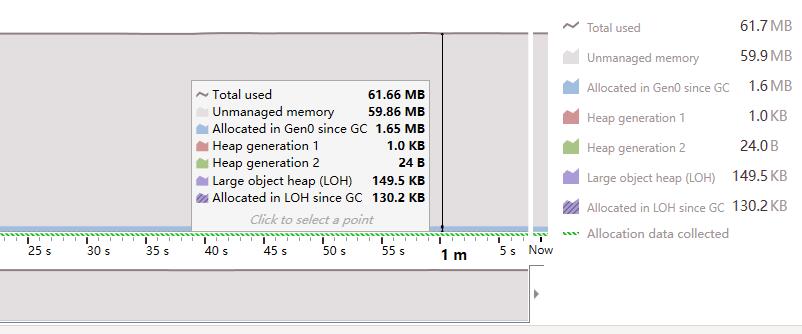 Total used 61.66 MB
Unmanaged memory 59.86 MB
Allocated in Gen0 since GC 1.65 MB
Heap generation 1 1.0 KB
Heap generation 2 24 B
Large object heap (LOH) 149.5 KB
Allocated in LOH since GC 130.2 KB
Click to select a point
25 s 30 s 35 s 40 s 45 s 50 s 55 s 1 m 5 s Now
Total used 61.7 MB
Unmanaged memory 59.9 MB
Allocated in Gen0 since GC 1.6 MB
Heap generation 1 1.0 KB
Heap generation 2 24.0 B
Large object heap (LOH) 149.5 KB
Allocated in LOH since GC 130.2 KB
Allocation data collected